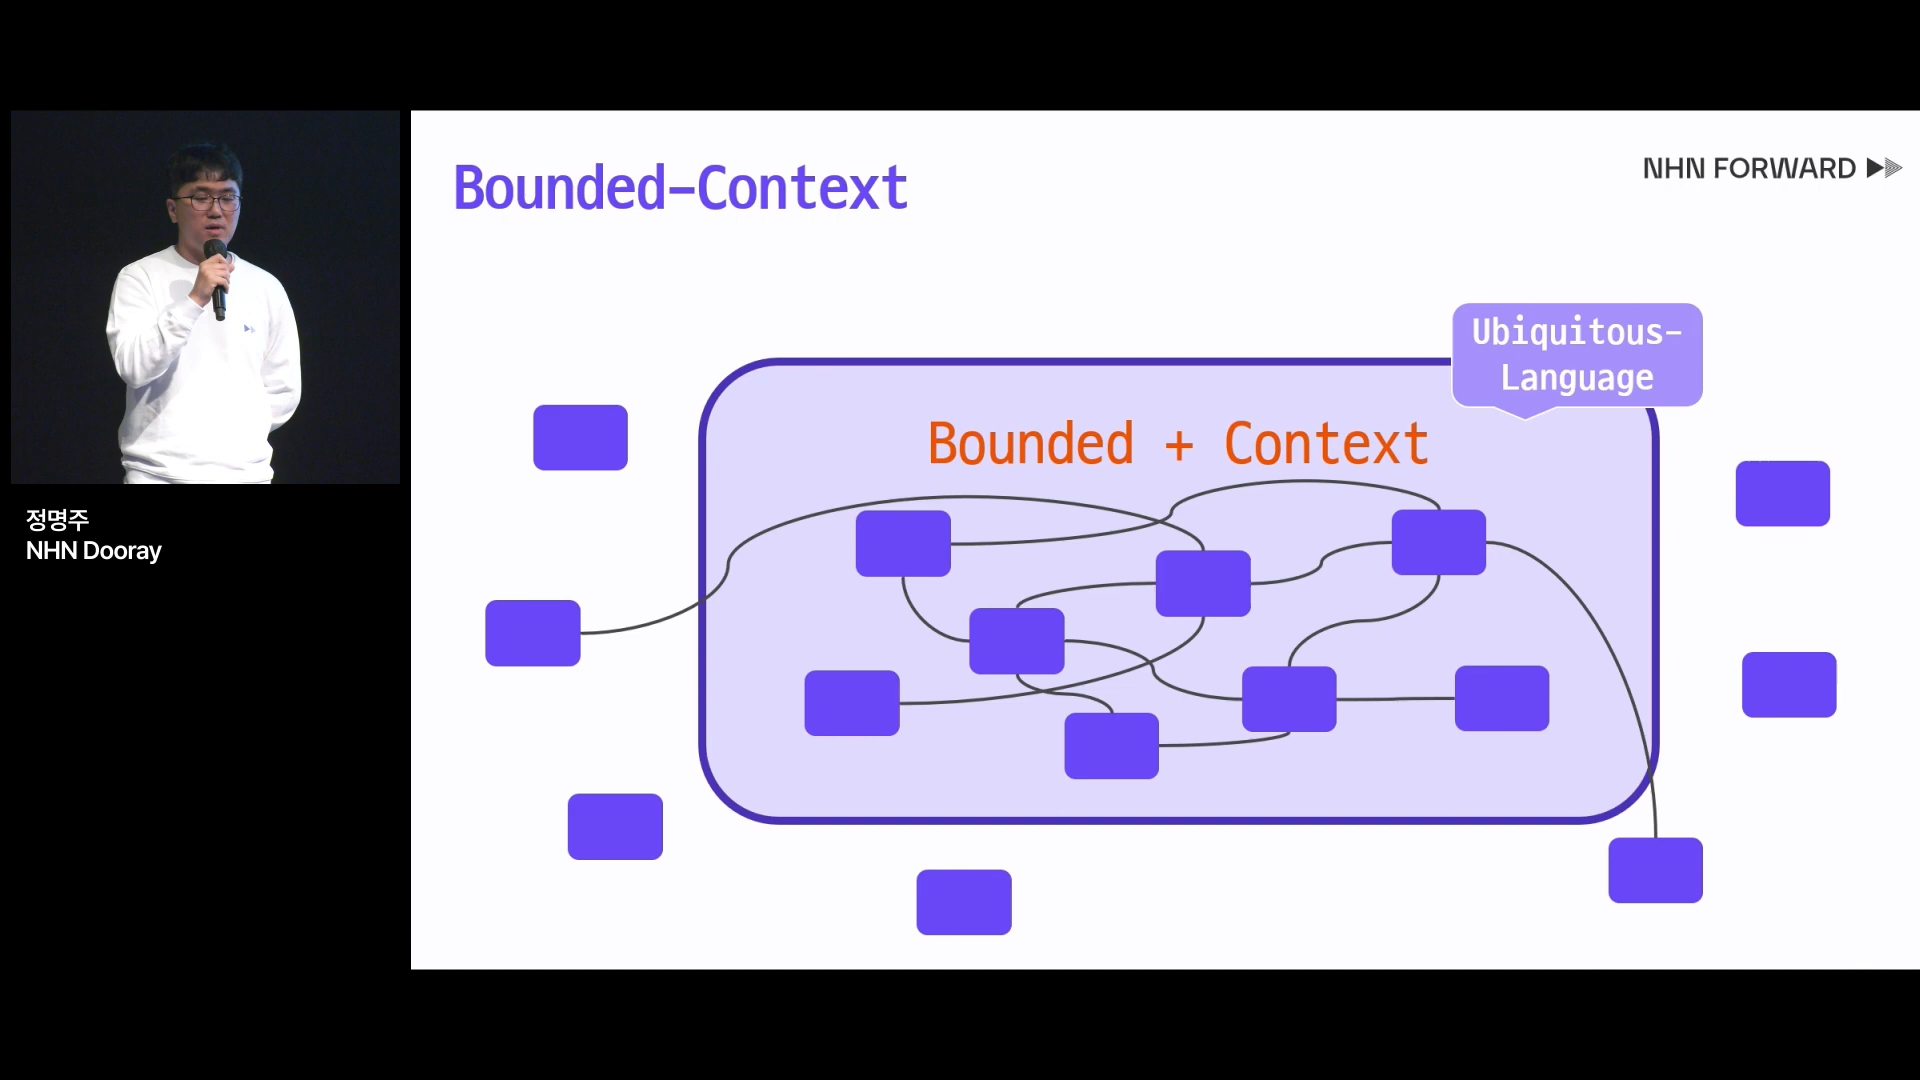 Bounded-Context
NHN FORWARD
Ubiquitous-
Language
Bounded + Context
정명주
NHN Dooray